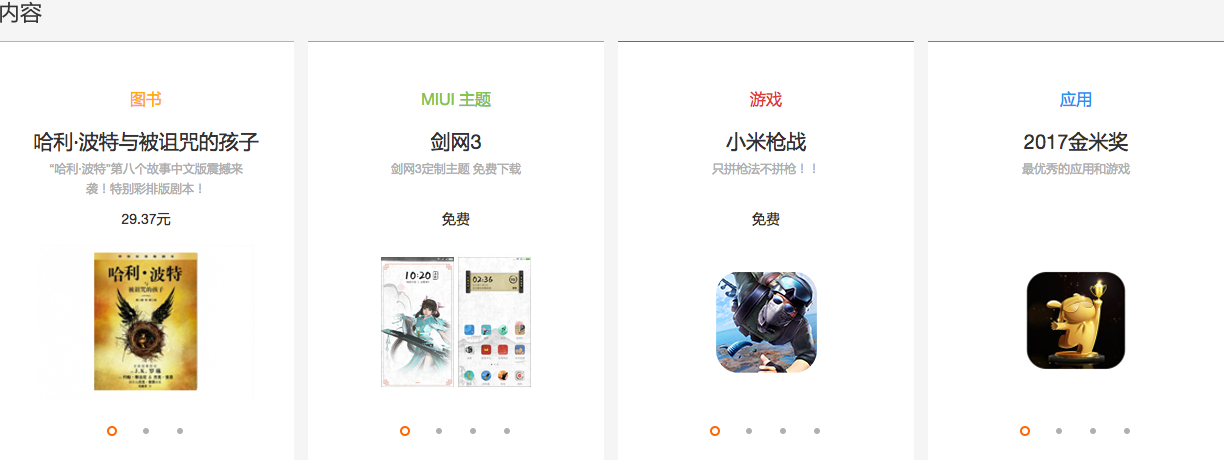 内容
图书
哈利·波特与被诅咒的孩子
“哈利·波特”第八个故事中文版震撼来
袭！特别彩排版剧本！
29.37元
哈利·波特
与
被诅咒的孩子
J.K. 罗琳
MIUI 主题
剑网3
剑网3定制主题 免费下载
免费
10:20
02:36
游戏
小米枪战
只拼枪法不拼枪！！
免费
应用
2017金米奖
最优秀的应用和游戏